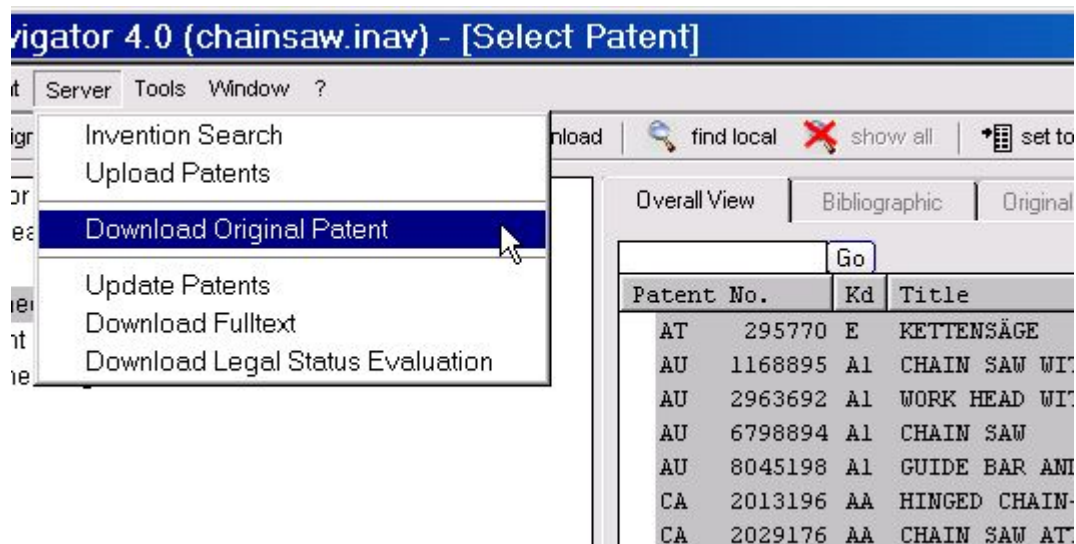 vigator 4.0 (chainsaw.inav) - [Select Patent]
nt Server Tools Window ?
ign nload find local show all set to
Invention Search
Upload Patents
Download Original Patent
Update Patents
Download Fulltext
Download Legal Status Evaluation
Overall View Bibliographic Original
Go
Patent No. Kd Title
AT 295770 E KETTENSÄGE
AU 1168895 A1 CHAIN SAW WIT
AU 2963692 A1 WORK HEAD WIT
AU 6798894 A1 CHAIN SAW
AU 8045198 A1 GUIDE BAR AND
CA 2013196 AA HINGED CHAIN-
CA 2029176 AA CHAIN SAW ATT